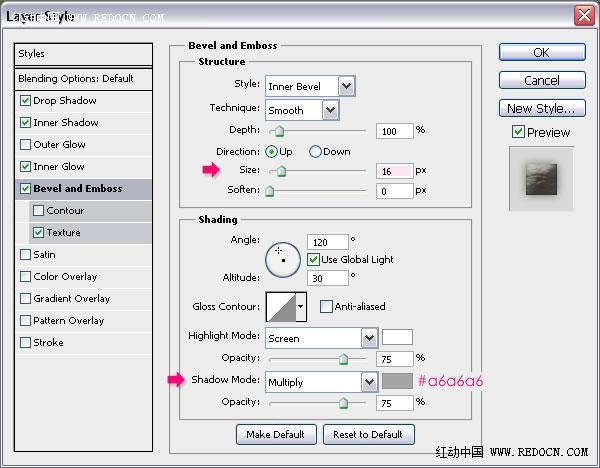 Layer Style
红动中国 WWW.REDOCN.COM
Styles
Blending Options: Default
Drop Shadow
Inner Shadow
Outer Glow
Inner Glow
Bevel and Emboss
Contour
Texture
Satin
Color Overlay
Gradient Overlay
Pattern Overlay
Stroke
Bevel and Emboss
Structure
Style: Inner Bevel
Technique: Smooth
Depth: 100 %
Direction: Up Down
Size: 16 px
Soften: 0 px
Shading
Angle: 120 °
Use Global Light
Altitude: 30 °
Gloss Contour: Anti-aliased
Highlight Mode: Screen
Opacity: 75 %
Shadow Mode: Multiply #a6a6a6
Opacity: 75 %
Make Default Reset to Default
OK
Cancel
New Style...
Preview
红动中国 WWW.REDOCN.COM